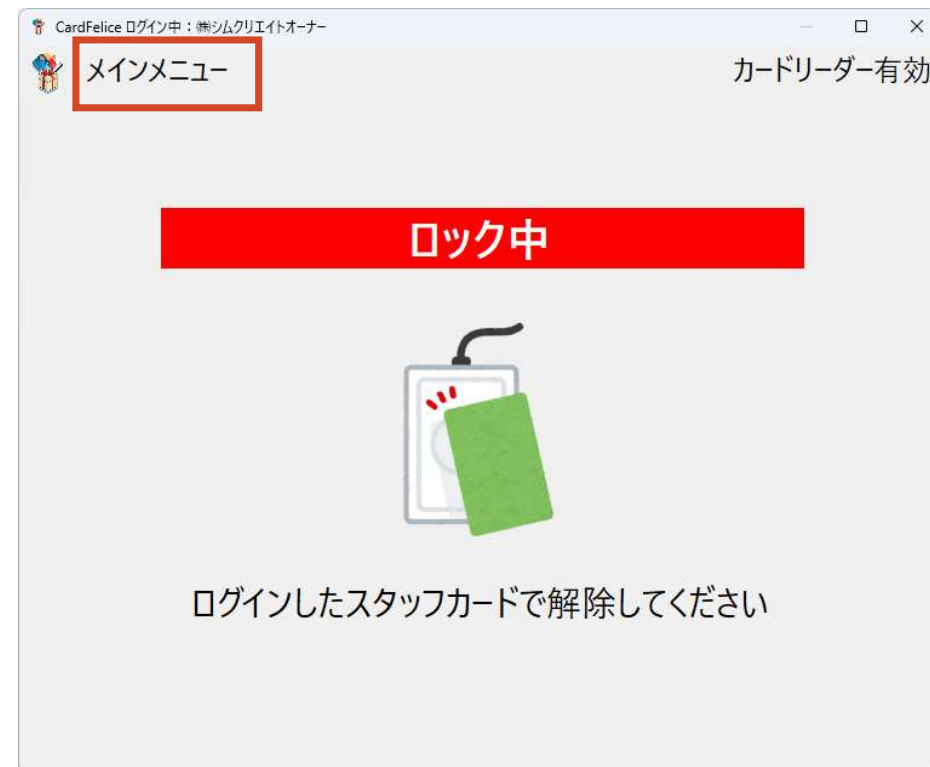 CardFelice ログイン中：㈱シムクリエイトオーナー
メインメニュー
カードリーダー有効
ロック中
ログインしたスタッフカードで解除してください